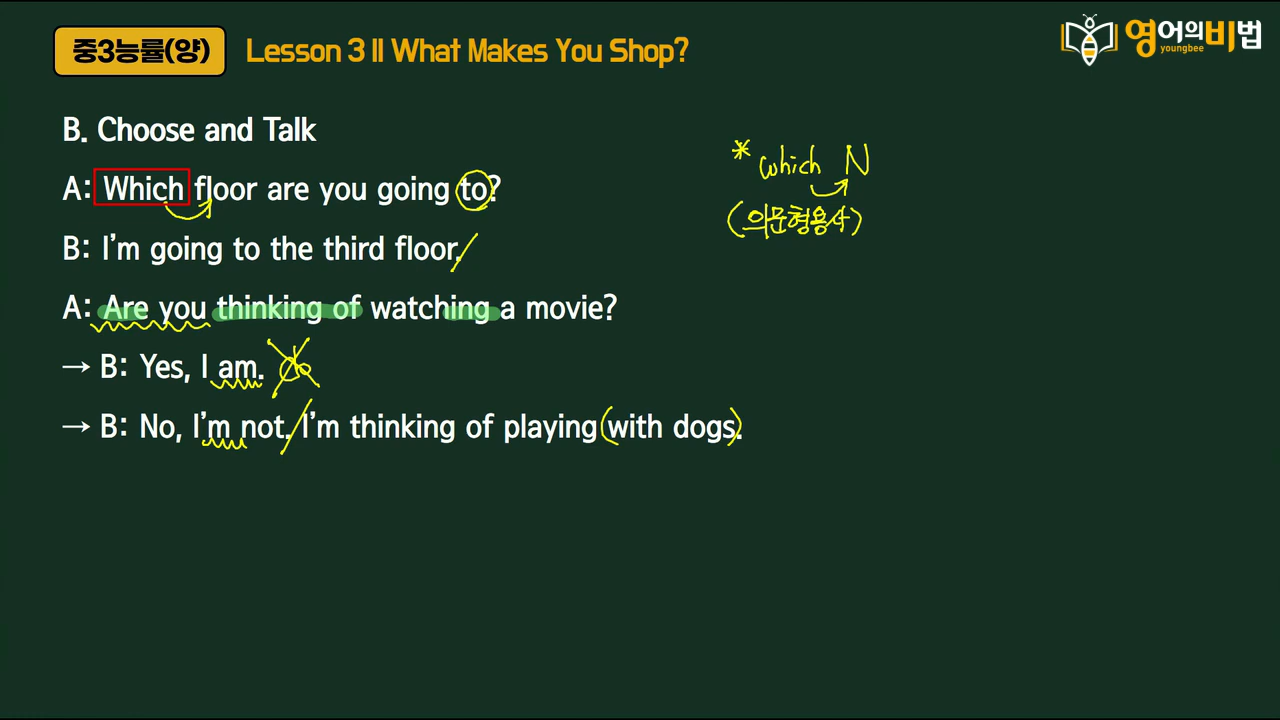 중3능률(양) Lesson 3 II What Makes You Shop?
영어의비법
youngbee
B. Choose and Talk
A: Which floor are you going to?
B: I'm going to the third floor.
A: Are you thinking of watching a movie?
→ B: Yes, I am.
→ B: No, I'm not. I'm thinking of playing (with dogs.)
* which N
(의문형용사)